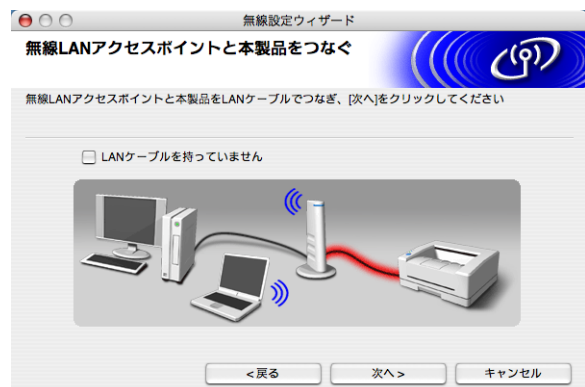 無線設定ウィザード
無線LANアクセスポイントと本製品をつなぐ
無線LANアクセスポイントと本製品をLANケーブルでつなぎ、[次へ]をクリックしてください
LANケーブルを持っていません
<戻る
次へ>
キャンセル